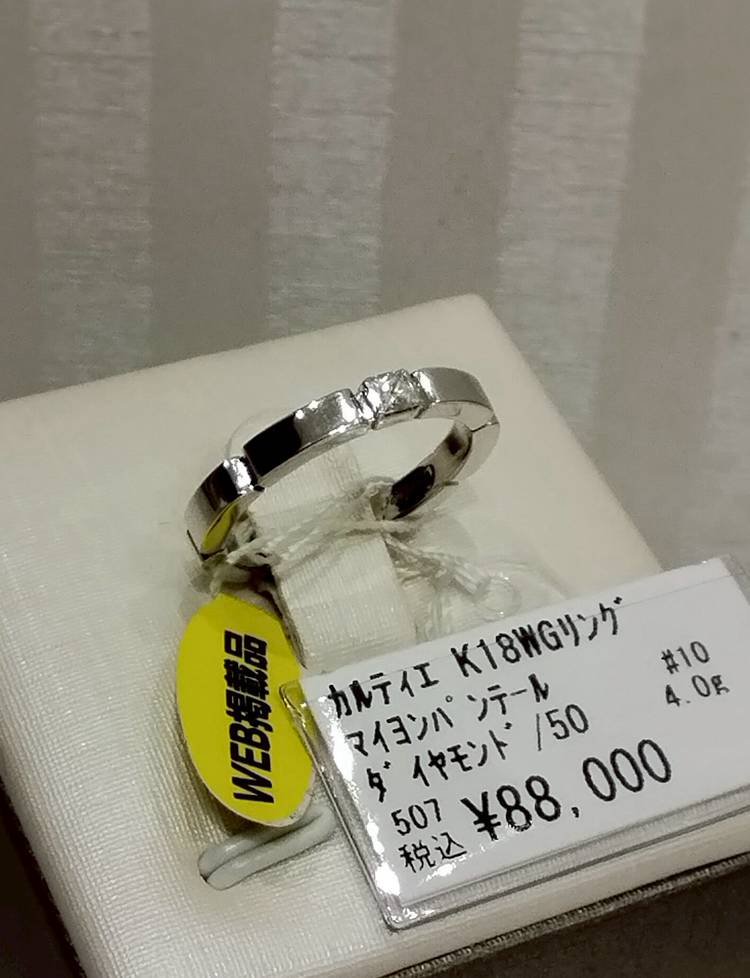 WEB掲載品
カルティエ K18WGリング
マイヨンパンテール #10
ダイヤモンド/50 4.0g
507
税込 ¥88,000